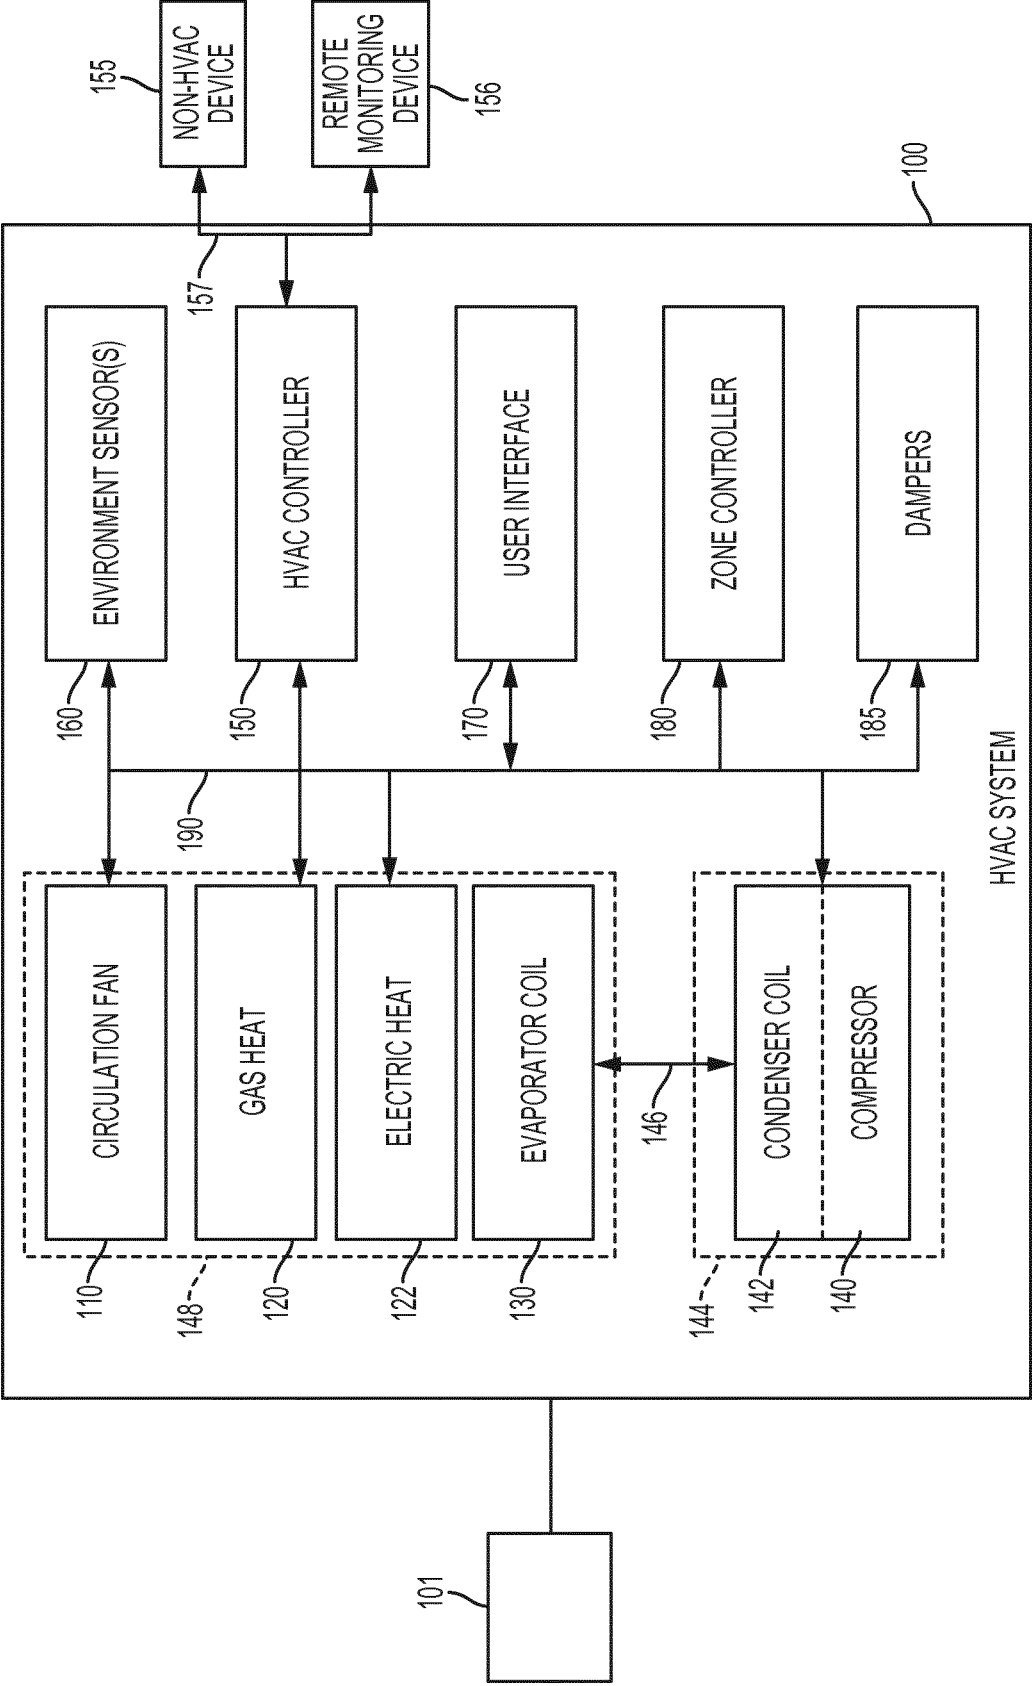 101
110
CIRCULATION FAN
148
120
GAS HEAT
122
ELECTRIC HEAT
130
EVAPORATOR COIL
146
144
142
CONDENSER COIL
140
COMPRESSOR
190
160
ENVIRONMENT SENSOR(S)
150
HVAC CONTROLLER
170
USER INTERFACE
180
ZONE CONTROLLER
185
DAMPERS
HVAC SYSTEM
100
157
155
NON-HVAC
DEVICE
REMOTE
MONITORING
DEVICE
156